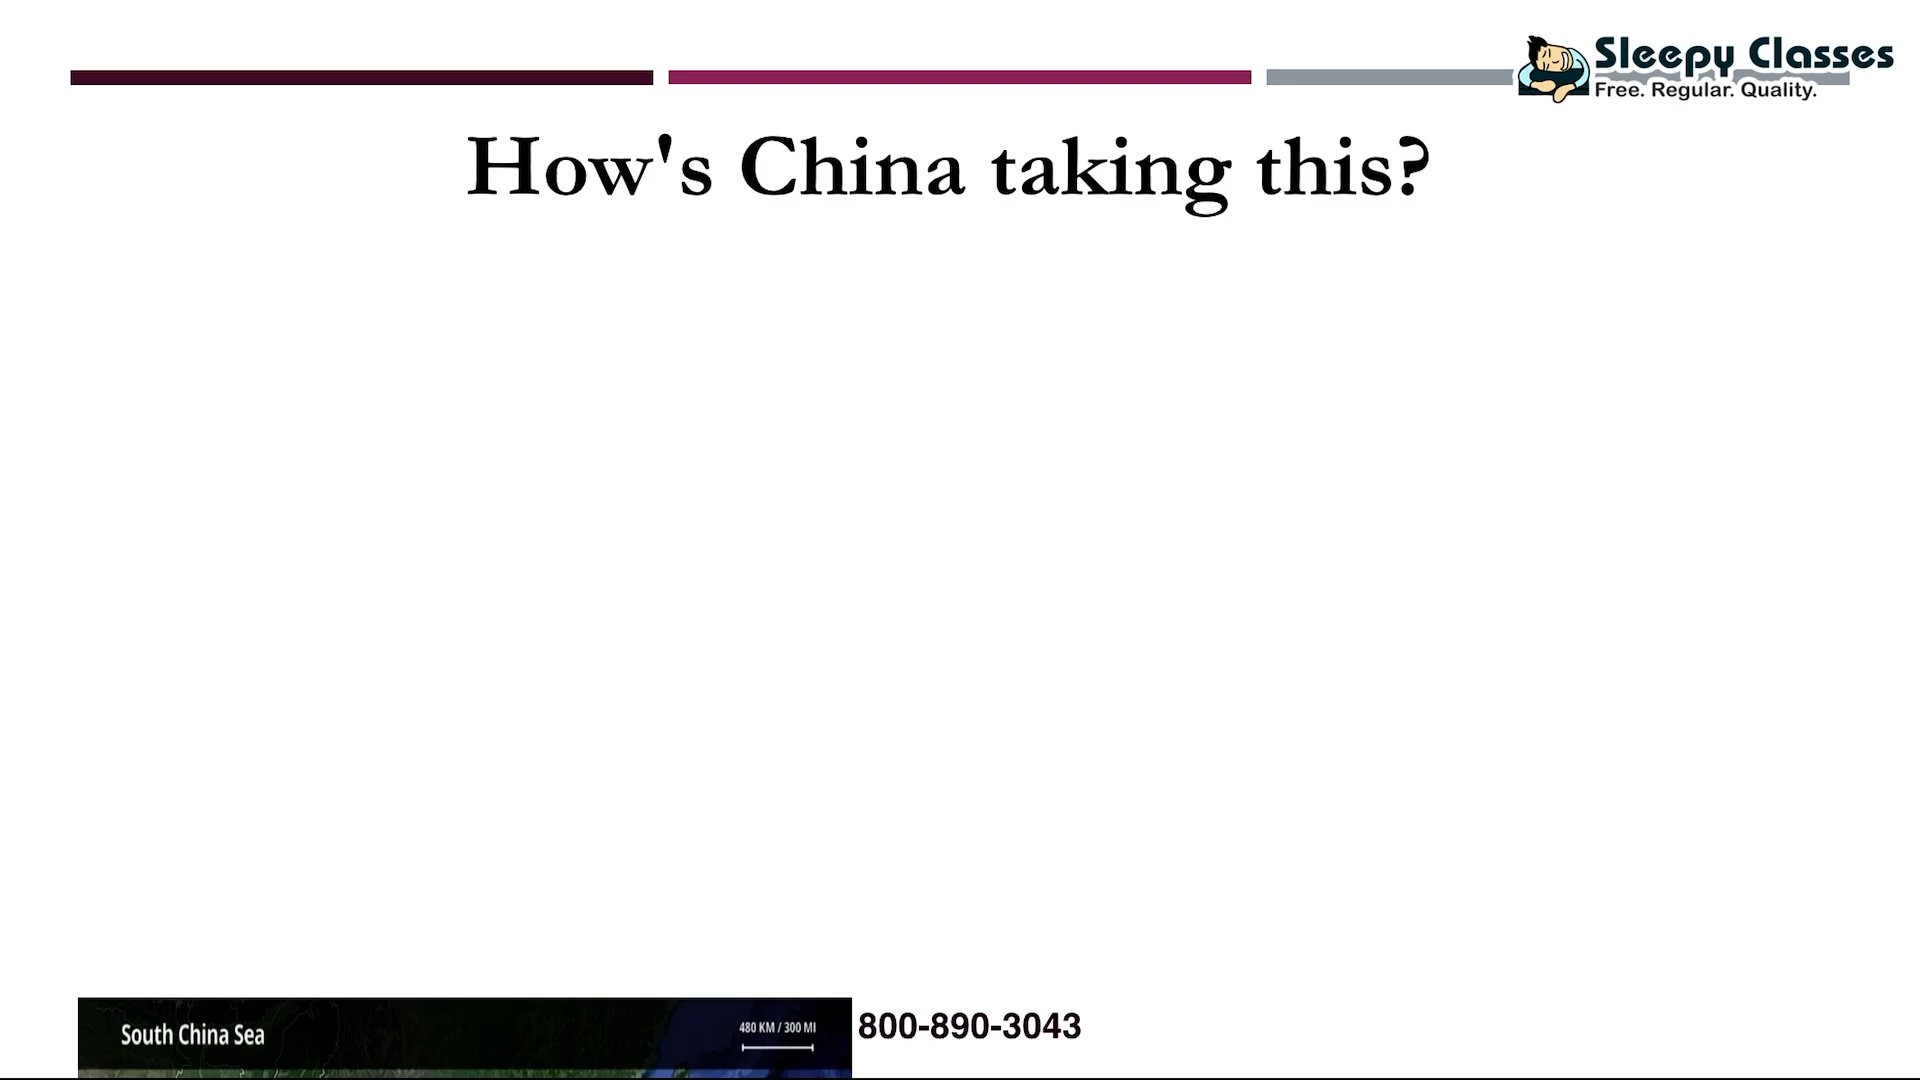 Sleepy Classes
Free. Regular. Quality.
How's China taking this?
South China Sea
480 KM / 300 MI
800-890-3043